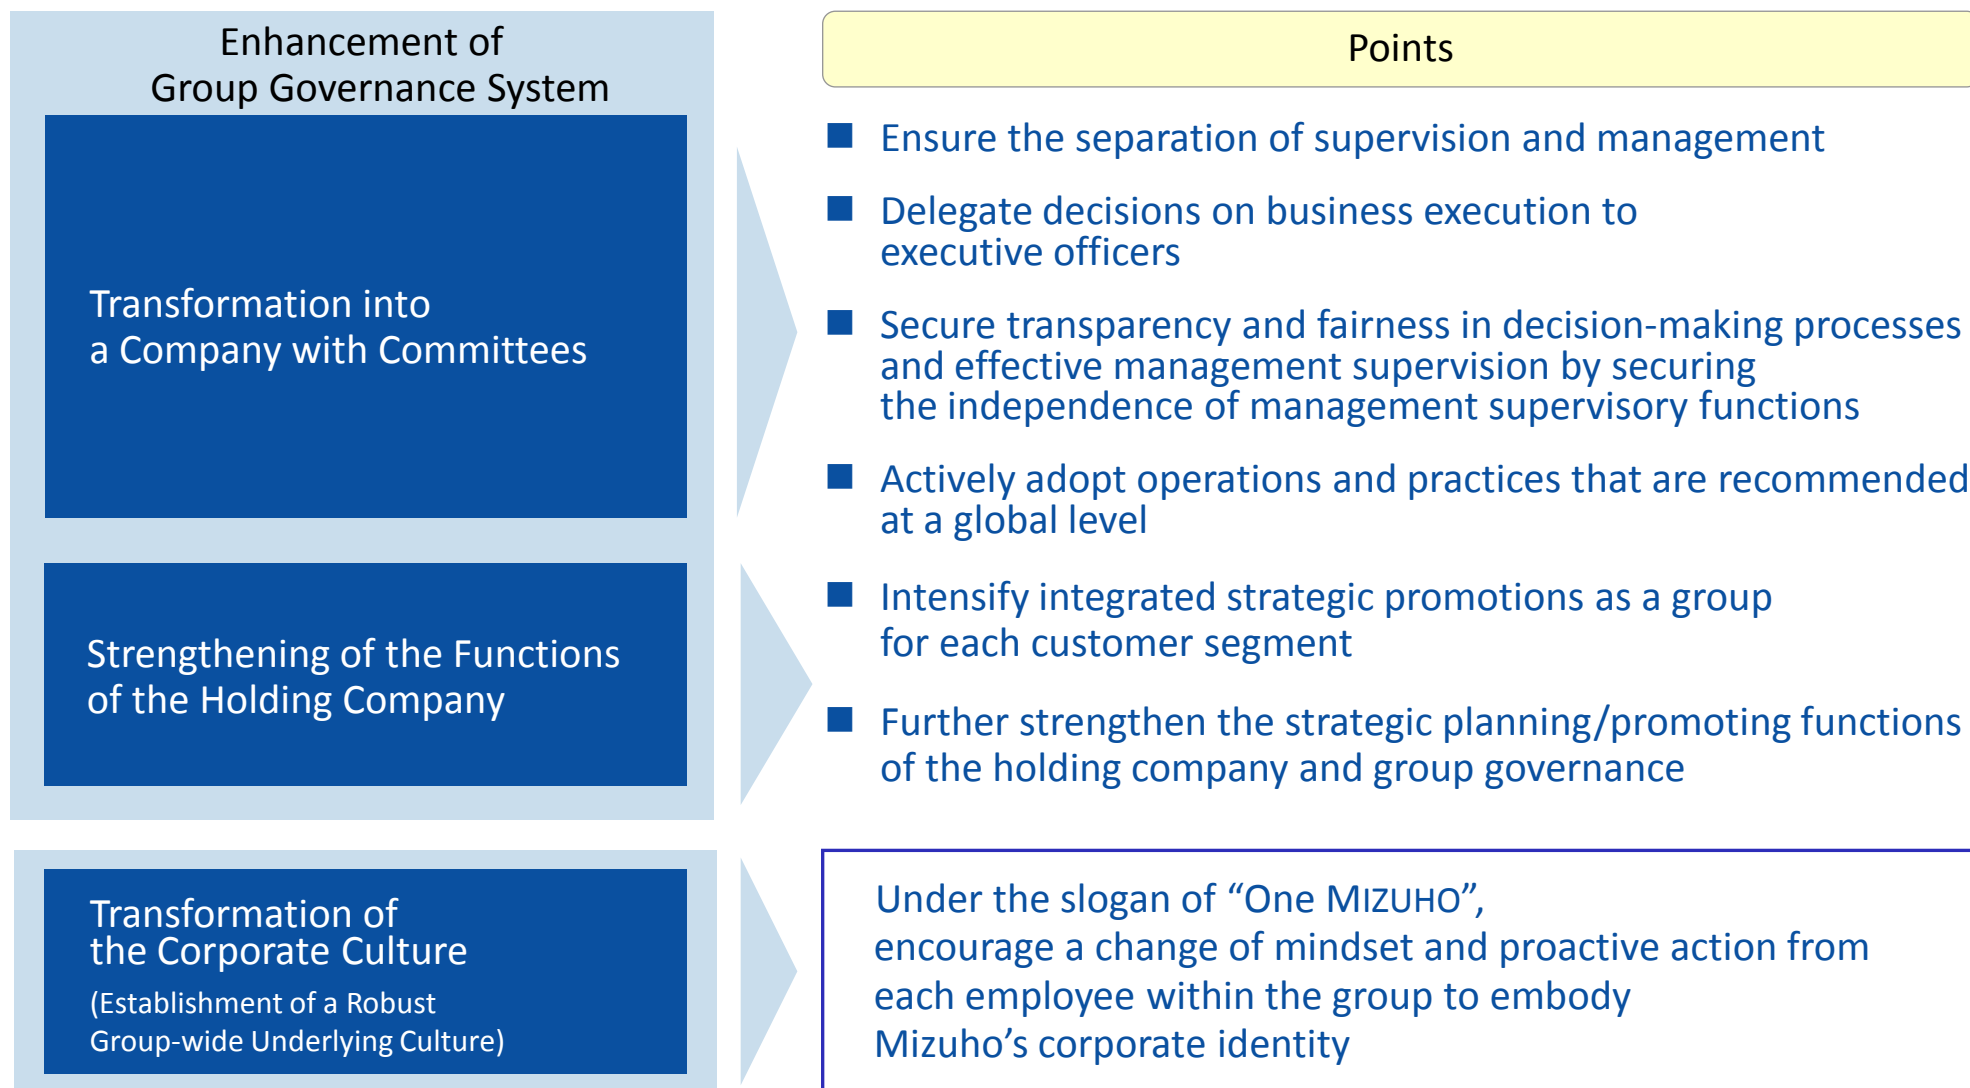 Enhancement of
Group Governance System
Points
Transformation into
a Company with Committees
■ Ensure the separation of supervision and management
■ Delegate decisions on business execution to
executive officers
■ Secure transparency and fairness in decision-making processes
and effective management supervision by securing
the independence of management supervisory functions
■ Actively adopt operations and practices that are recommended
at a global level
Strengthening of the Functions
of the Holding Company
■ Intensify integrated strategic promotions as a group
for each customer segment
■ Further strengthen the strategic planning/promoting functions
of the holding company and group governance
Transformation of
the Corporate Culture
(Establishment of a Robust
Group-wide Underlying Culture)
Under the slogan of “One MIZUHO”,
encourage a change of mindset and proactive action from
each employee within the group to embody
Mizuho’s corporate identity